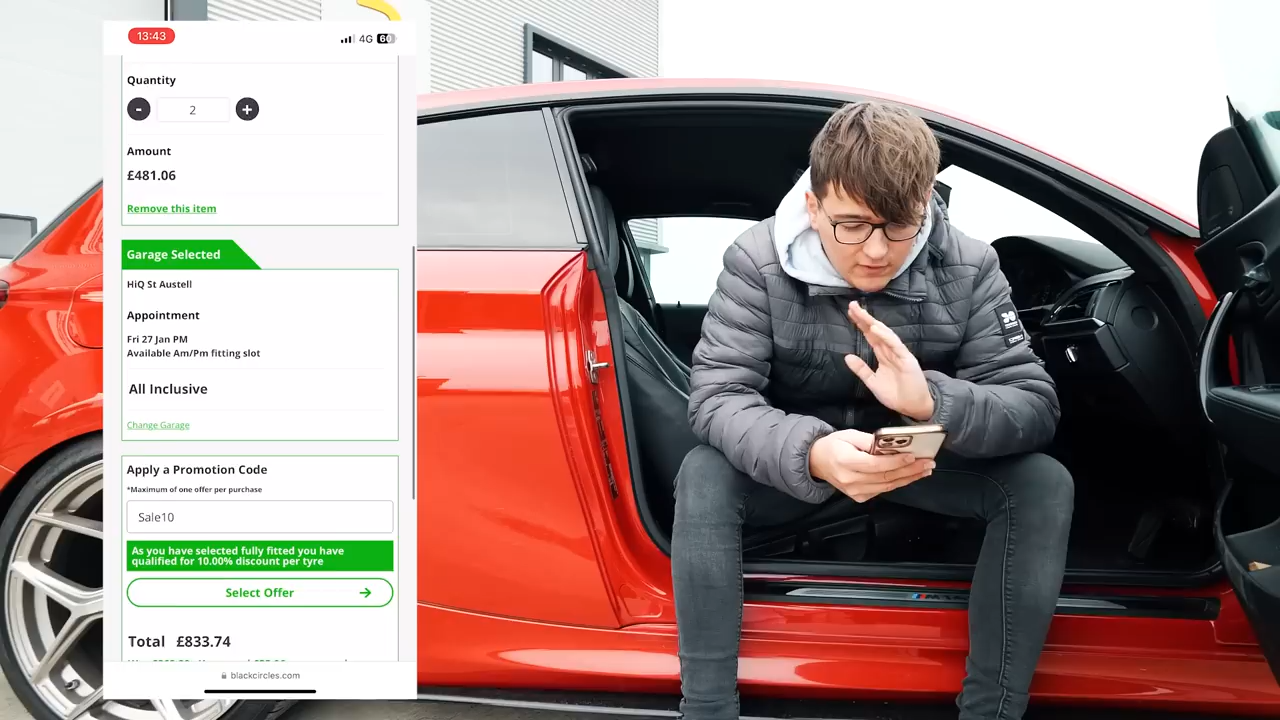 13:43
4G 60
Quantity
- 2 +
Amount
£481.06
Remove this item
Garage Selected
HiQ St Austell
Appointment
Fri 27 Jan PM
Available Am/Pm fitting slot
All Inclusive
Change Garage
Apply a Promotion Code
*Maximum of one offer per purchase
Sale10
As you have selected fully fitted you have
qualified for 10.00% discount per tyre
Select Offer
Total £833.74
blackcircles.com